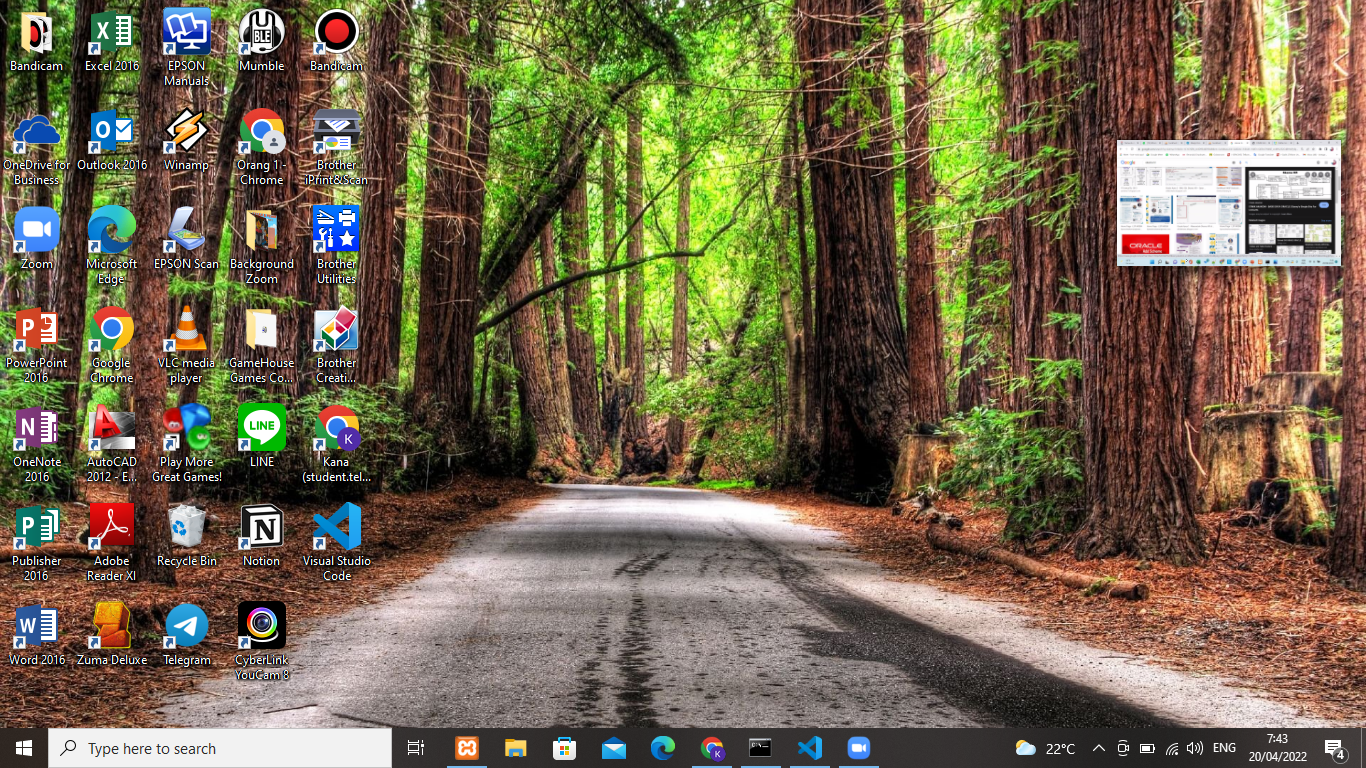 Bandicam
Excel 2016
EPSON
Manuals
Mumble
Bandicam
OneDrive for
Business
Outlook 2016
Winamp
Orang 1 -
Chrome
Brother
iPrint&Scan
Zoom
Microsoft
Edge
EPSON Scan
Background
Zoom
Brother
Utilities
PowerPoint
2016
Google
Chrome
VLC media
player
GameHouse
Games Co...
Brother
Creati...
OneNote
2016
AutoCAD
2012 - E...
Play More
Great Games!
LINE
LINE
K
Kana
(student.tel...
Publisher
2016
Adobe
Reader XI
Recycle Bin
Notion
Visual Studio
Code
Word 2016
Zuma Deluxe
Telegram
CyberLink
YouCam 8
Google
ORACLE
Type here to search
K
22°C
ENG
7:43
20/04/2022
4